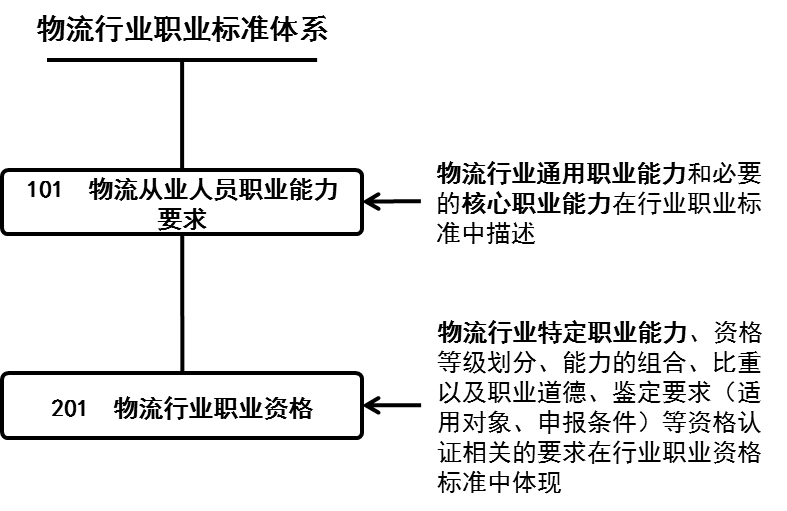 物流行业职业标准体系
101 物流从业人员职业能力
要求
物流行业通用职业能力和必要
的核心职业能力在行业职业标
准中描述
201 物流行业职业资格
物流行业特定职业能力、资格
等级划分、能力的组合、比重
以及职业道德、鉴定要求（适
用对象、申报条件）等资格认
证相关的要求在行业职业资格
标准中体现